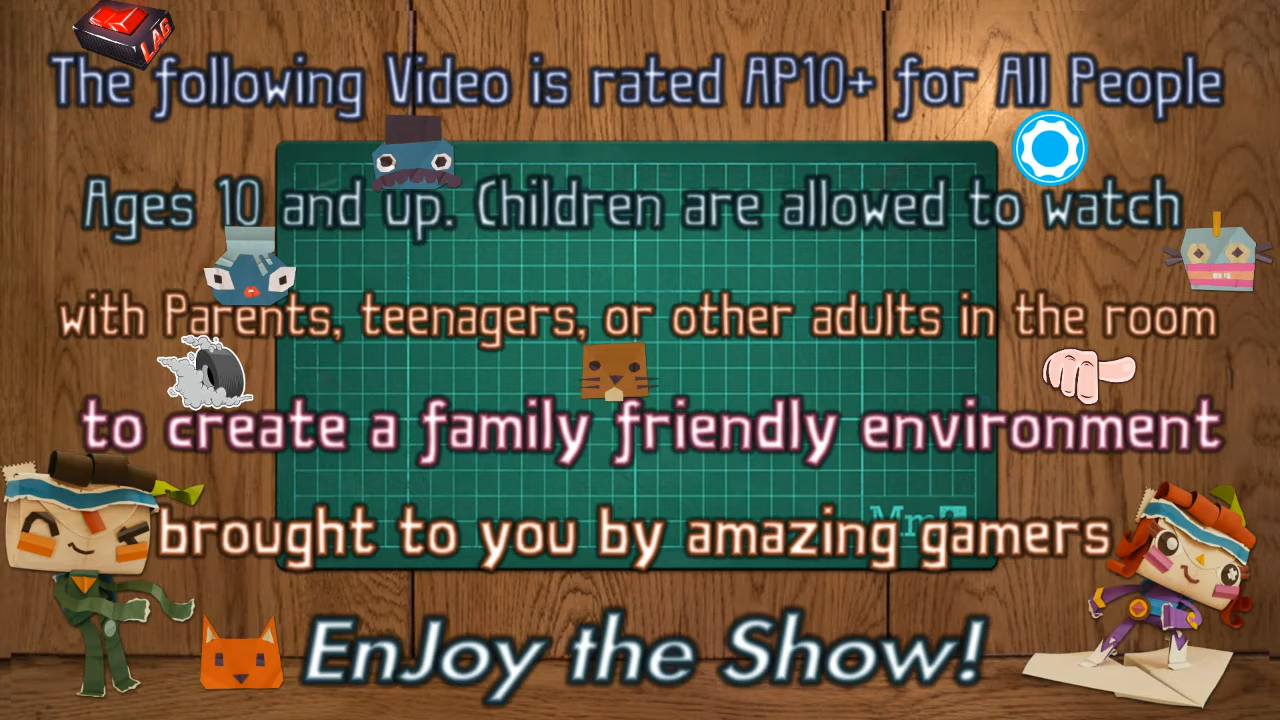 LAG
The following Video is rated AP10+ for All People
Ages 10 and up. Children are allowed to watch
with Parents, teenagers, or other adults in the room
to create a family friendly environment
brought to you by amazing gamers
EnJoy the Show!